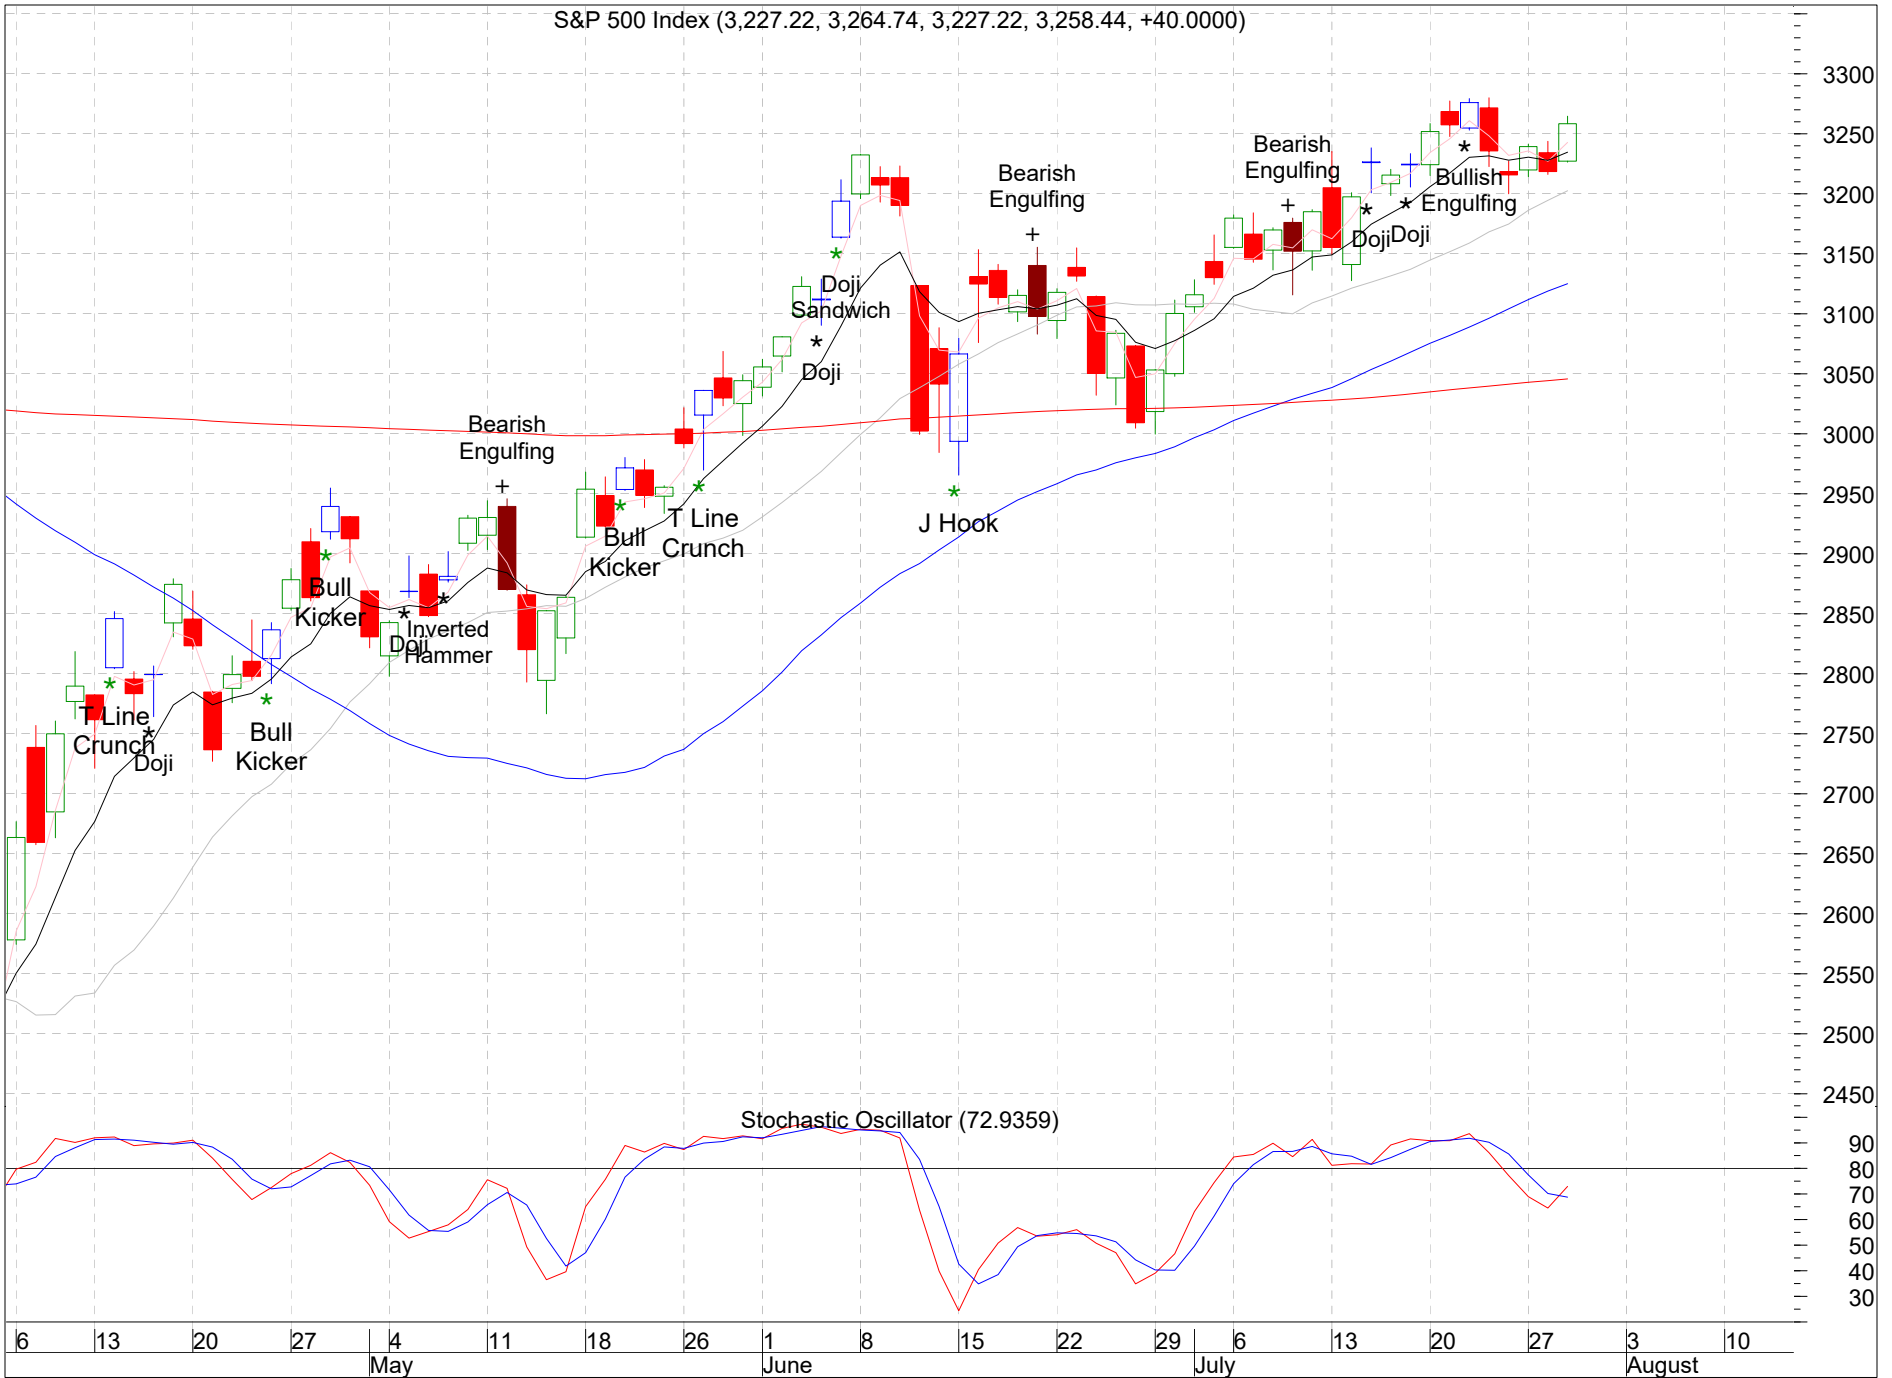 S&P 500 Index (3,227.22, 3,264.74, 3,227.22, 3,258.44, +40.0000)
3300
3250
3200
3150
3100
3050
3000
2950
2900
2850
2800
2750
2700
2650
2600
2550
2500
2450
T Line
Crunch
Doji
Bull
Kicker
Bull
Kicker
Doji
Inverted
Hammer
Bearish
Engulfing
Bull
Kicker
T Line
Crunch
Doji
Doji
Sandwich
J Hook
Bearish
Engulfing
Bearish
Engulfing
Doji
Doji
Bullish
Engulfing
Stochastic Oscillator (72.9359)
90
80
70
60
50
40
30
6 13 20 27 4 11 18 26 1 8 15 22 29 6 13 20 27 3 10
May June July August